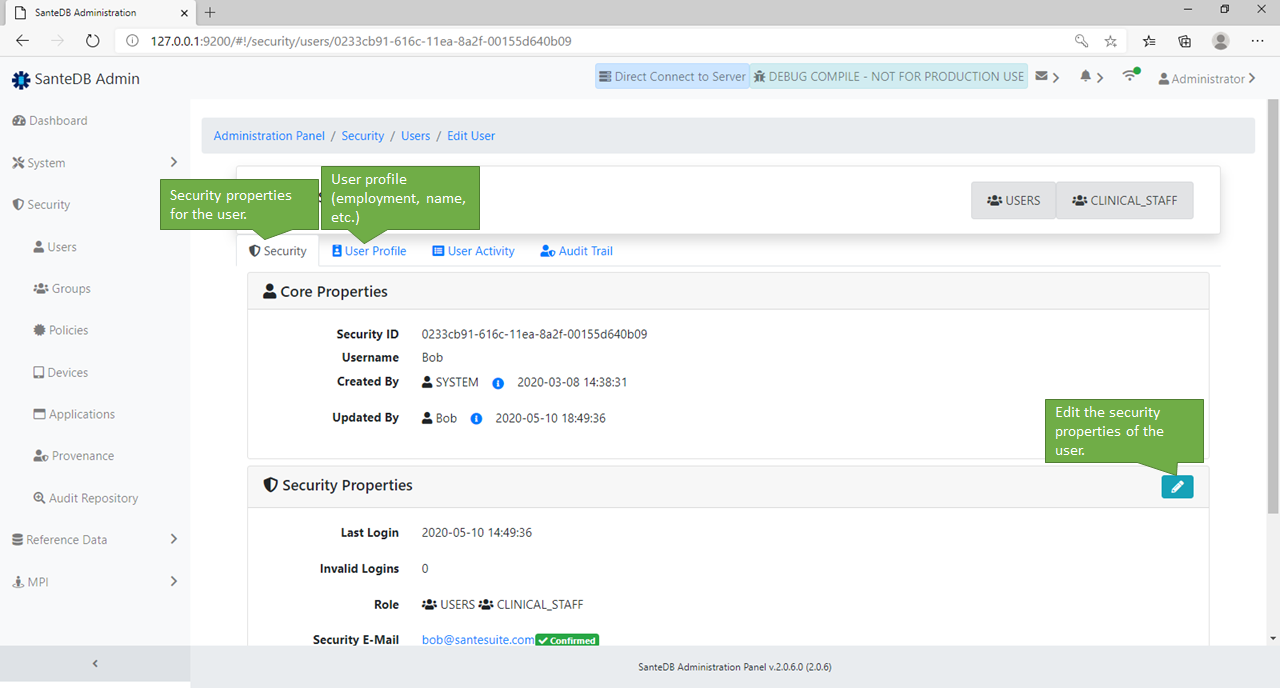 SanteDB Administration
127.0.0.1:9200/#!/security/users/0233cb91-616c-11ea-8a2f-00155d640b09
SanteDB Admin
Direct Connect to Server
DEBUG COMPILE - NOT FOR PRODUCTION USE
Administrator
Dashboard
System
Security
Users
Groups
Policies
Devices
Applications
Provenance
Audit Repository
Reference Data
MPI
Administration Panel / Security / Users / Edit User
Security properties
for the user.
User profile
(employment, name,
etc.)
USERS
CLINICAL_STAFF
Security
User Profile
User Activity
Audit Trail
Core Properties
Security ID 0233cb91-616c-11ea-8a2f-00155d640b09
Username Bob
Created By SYSTEM 2020-03-08 14:38:31
Updated By Bob 2020-05-10 18:49:36
Edit the security
properties of the
user.
Security Properties
Last Login 2020-05-10 14:49:36
Invalid Logins 0
Role USERS CLINICAL_STAFF
Security E-Mail bob@santesuite.com Confirmed
SanteDB Administration Panel v.2.0.6.0 (2.0.6)